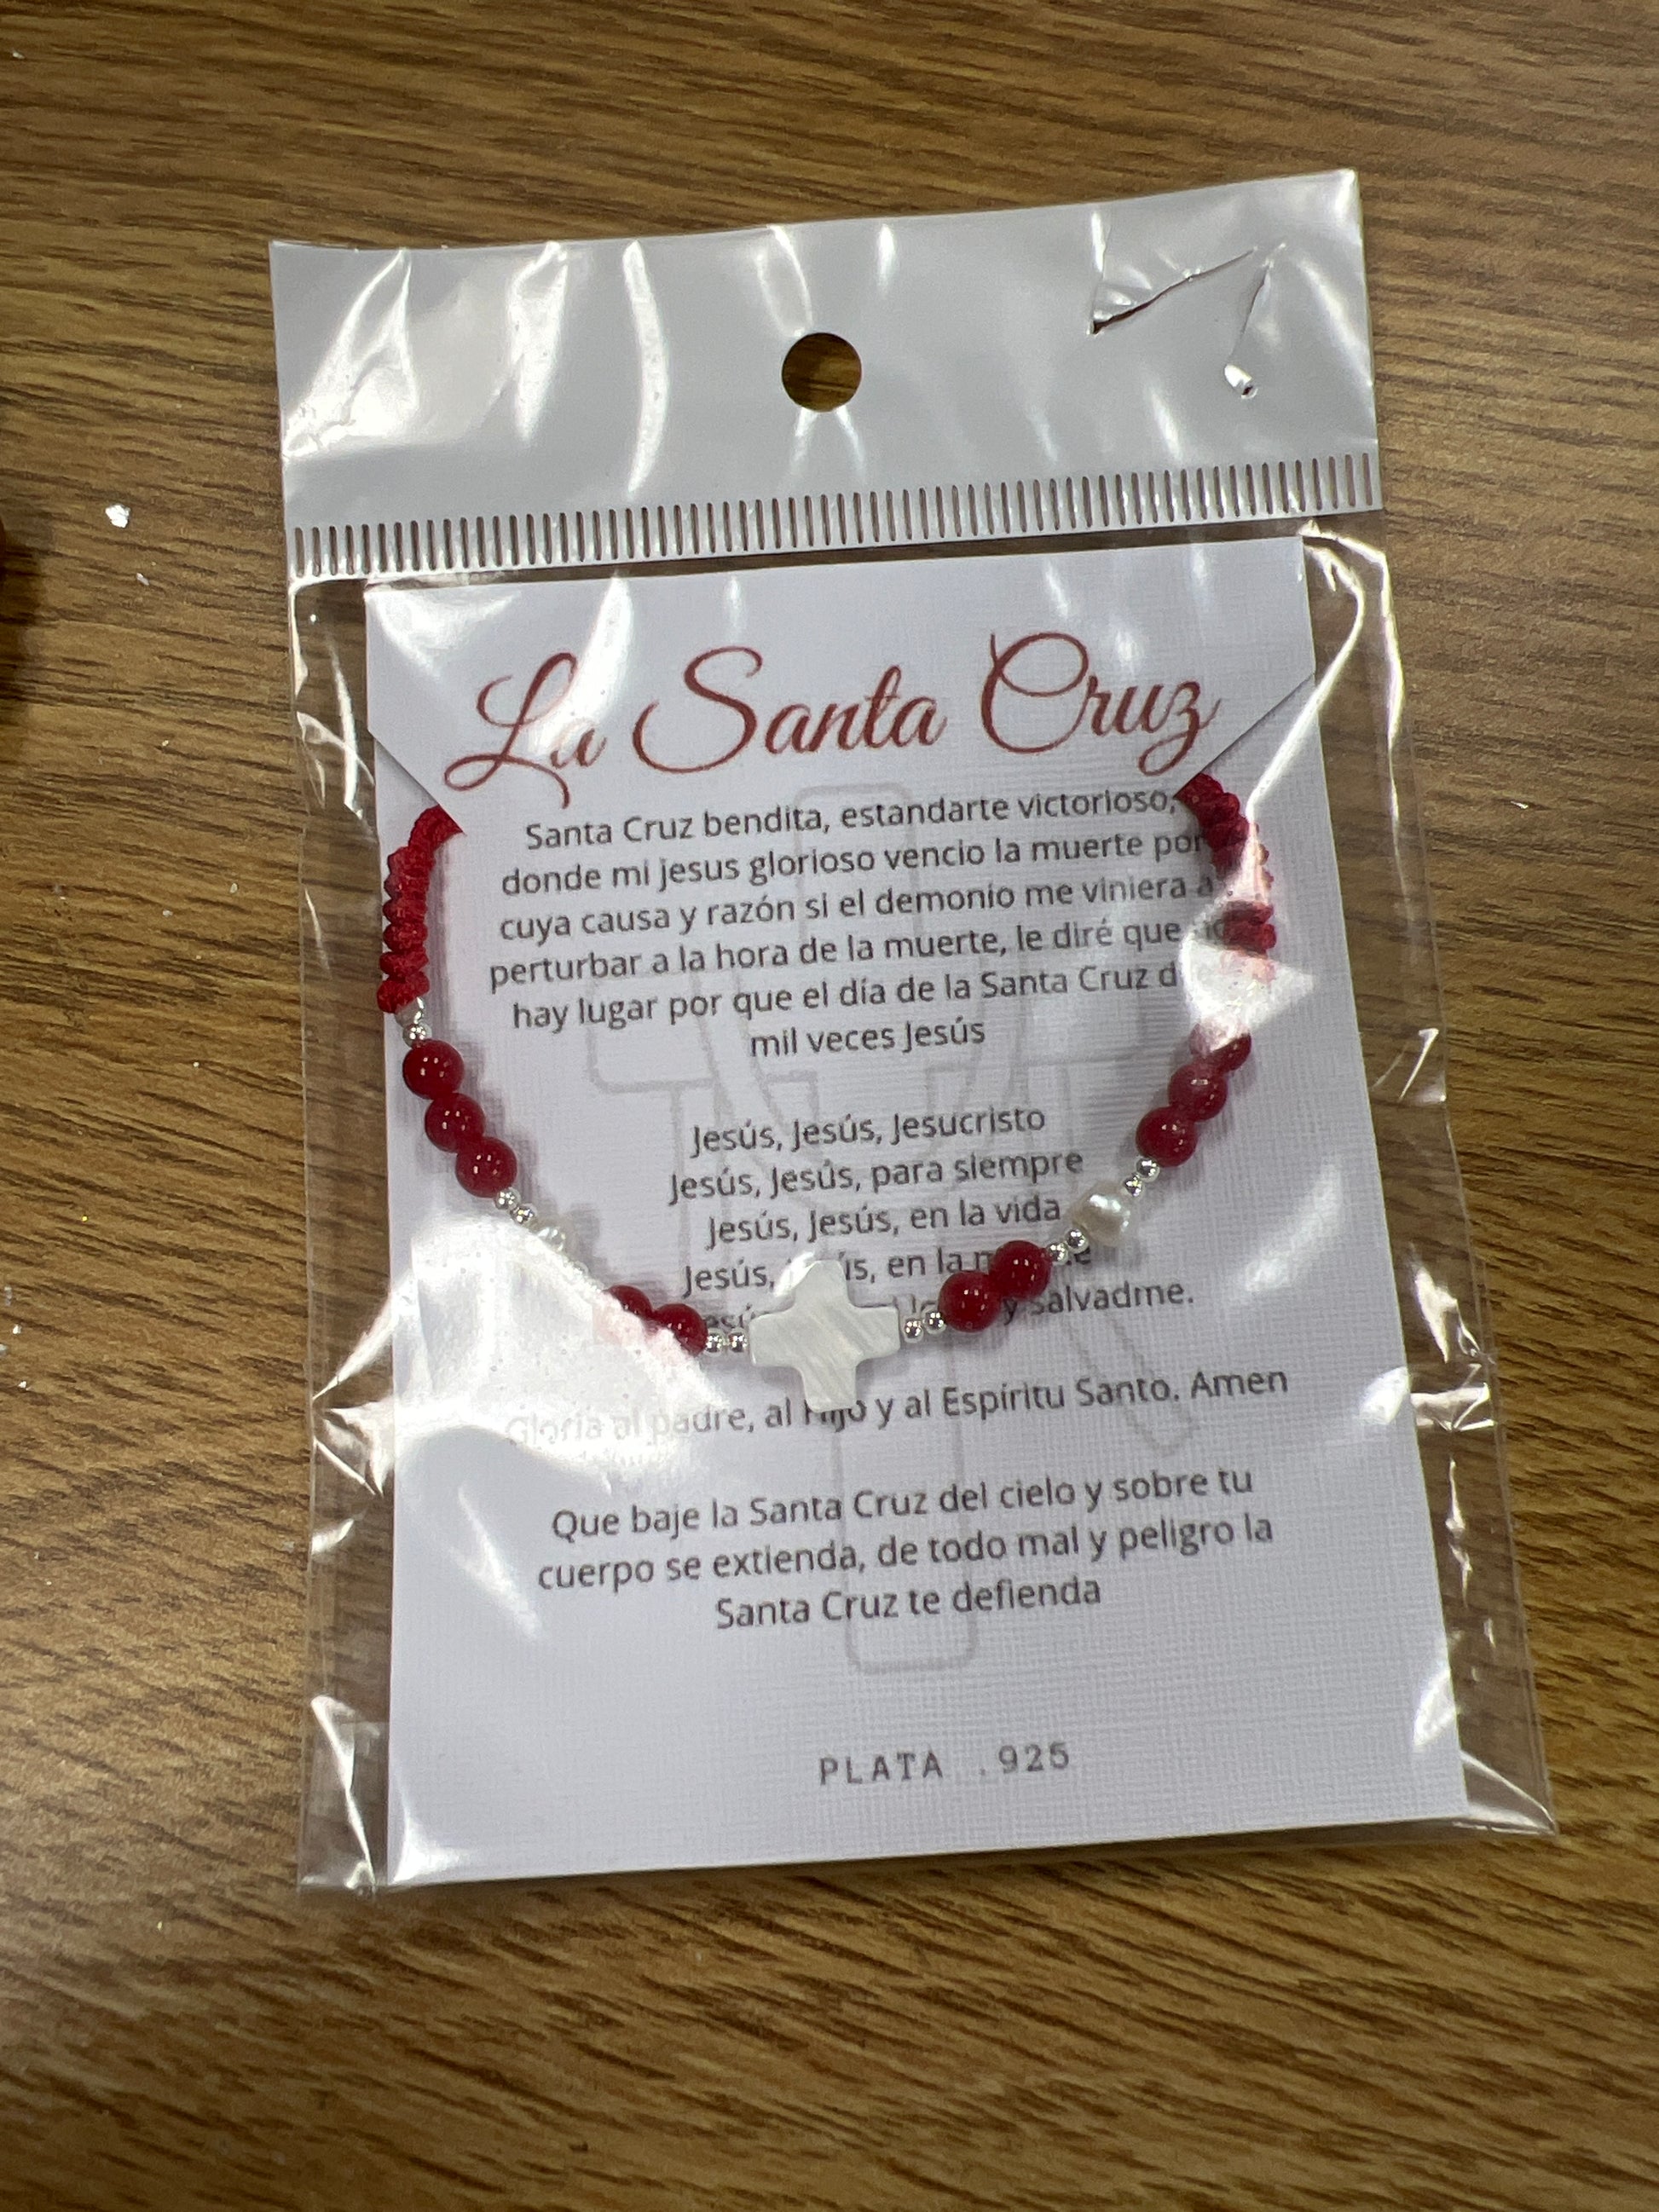 La Santa Cruz
Santa Cruz bendita, estandarte victorioso,
donde mi jesus glorioso vencio la muerte por
cuya causa y razón si el demonio me viniera a
perturbar a la hora de la muerte, le diré que
hay lugar por que el día de la Santa Cruz
mil veces Jesús
Jesús, Jesús, Jesucristo
Jesús, Jesús, para siempre
Jesús, Jesús, en la vida
Jesús, en la
y salvadme.
Gloria al padre, al Hijo y al Espíritu Santo. Amen
Que baje la Santa Cruz del cielo y sobre tu
cuerpo se extienda, de todo mal y peligro la
Santa Cruz te defienda
PLATA .925